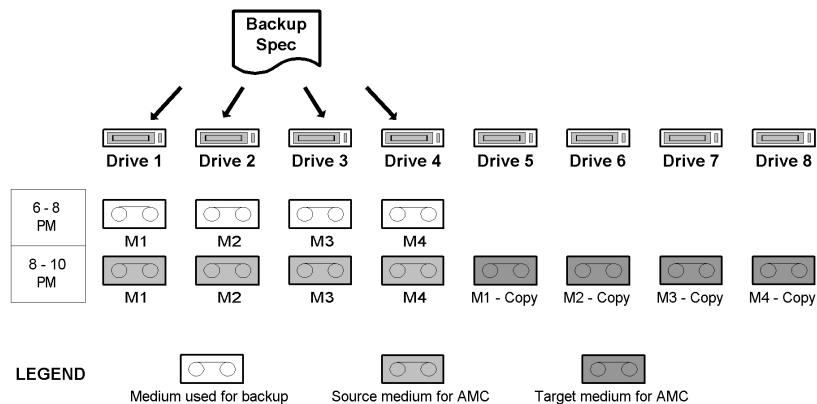 Backup
Spec
Drive 1 Drive 2 Drive 3 Drive 4 Drive 5 Drive 6 Drive 7 Drive 8
6 - 8
PM
M1 M2 M3 M4
8 - 10
PM
M1 M2 M3 M4 M1 - Copy M2 - Copy M3 - Copy M4 - Copy
LEGEND
Medium used for backup Source medium for AMC Target medium for AMC